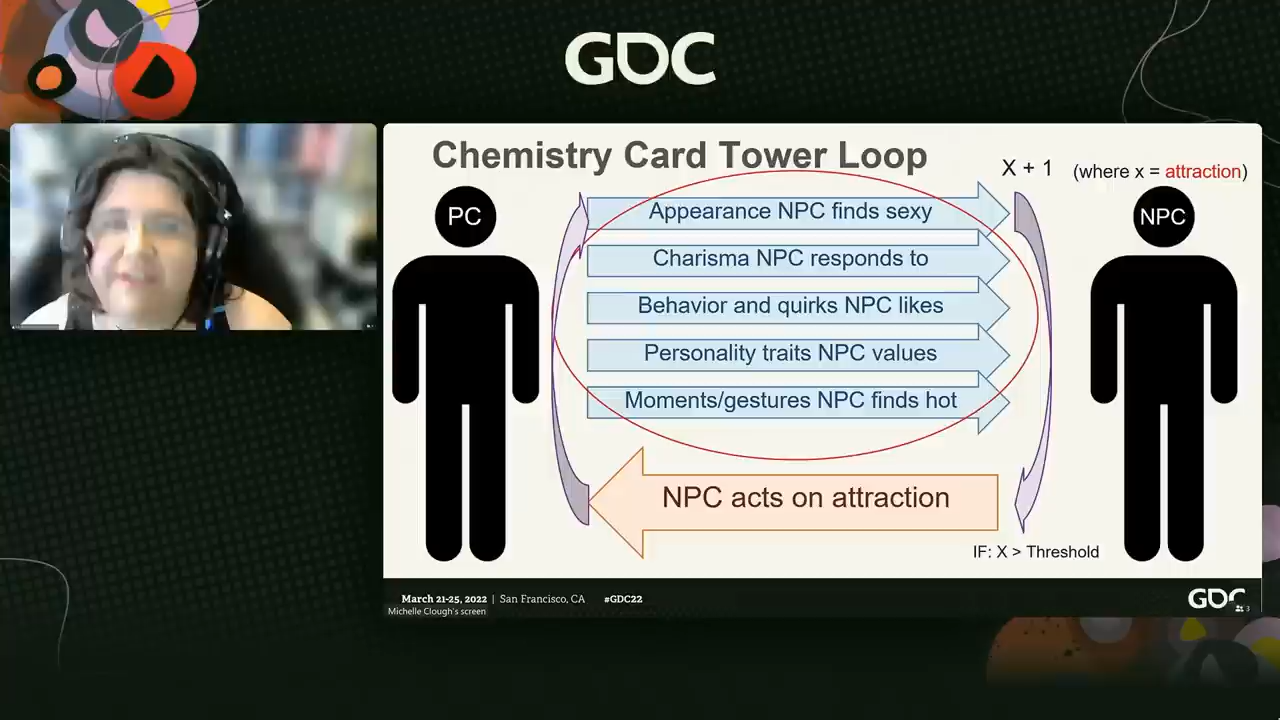 GDC
Chemistry Card Tower Loop
X + 1 (where x = attraction)
PC
NPC
Appearance NPC finds sexy
Charisma NPC responds to
Behavior and quirks NPC likes
Personality traits NPC values
Moments/gestures NPC finds hot
NPC acts on attraction
IF: X > Threshold
March 21-25, 2022 | San Francisco, CA #GDC22
Michelle Clough's screen
GDC
3